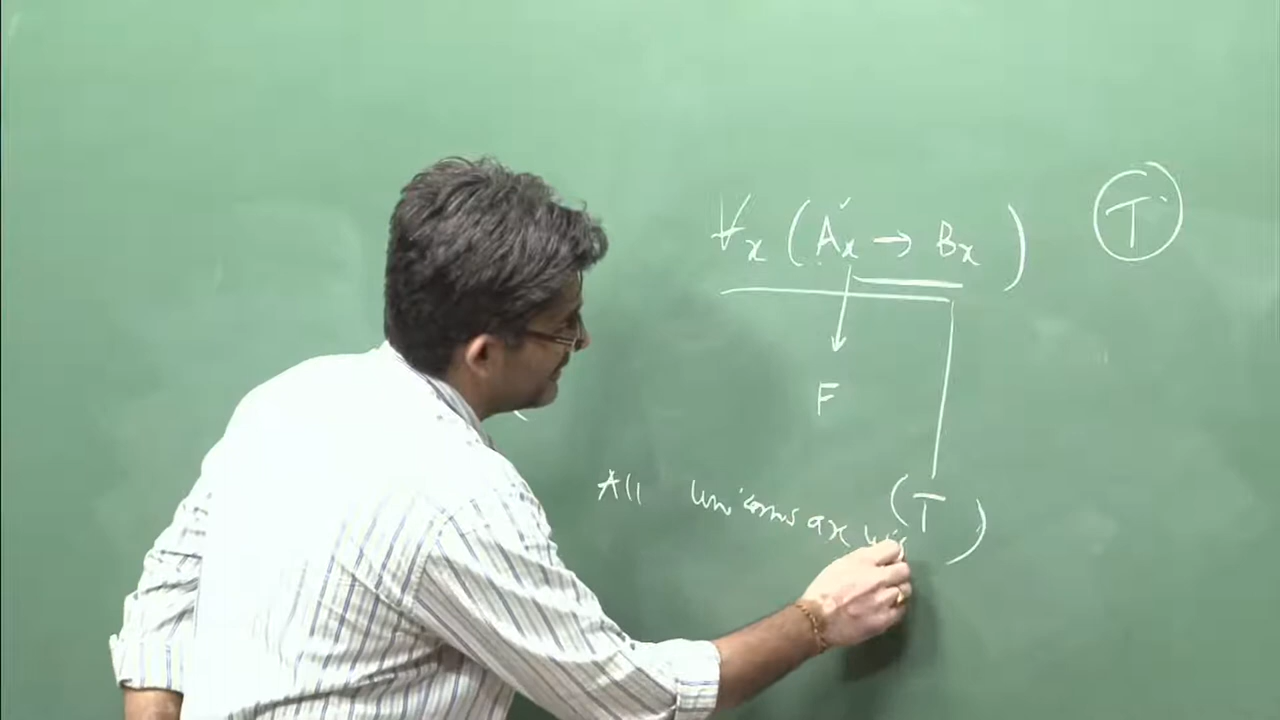 ∀x (Ax → Bx) T
F
(T)
All unicorns are